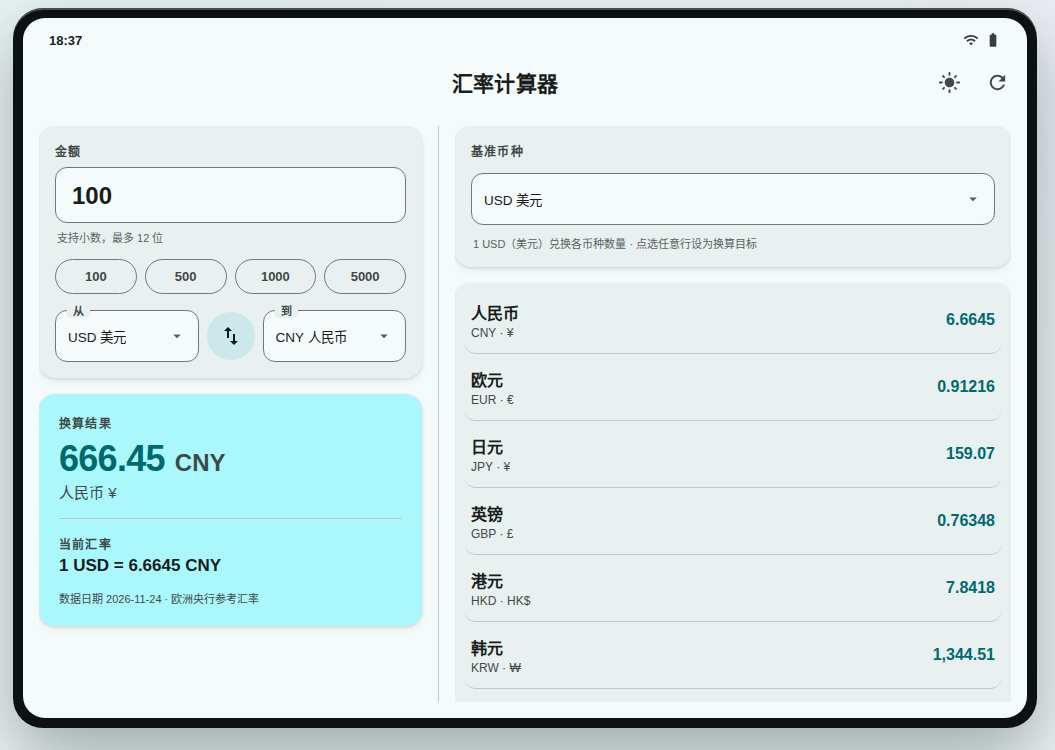 18:37
汇率计算器
金额
100
支持小数，最多 12 位
100
500
1000
5000
从
USD 美元
到
CNY 人民币
换算结果
666.45 CNY
人民币 ¥
当前汇率
1 USD = 6.6645 CNY
数据日期 2026-11-24 · 欧洲央行参考汇率
基准币种
USD 美元
1 USD（美元）兑换各币种数量 · 点选任意行设为换算目标
人民币
CNY · ¥
6.6645
欧元
EUR · €
0.91216
日元
JPY · ¥
159.07
英镑
GBP · £
0.76348
港元
HKD · HK$
7.8418
韩元
KRW · ₩
1,344.51